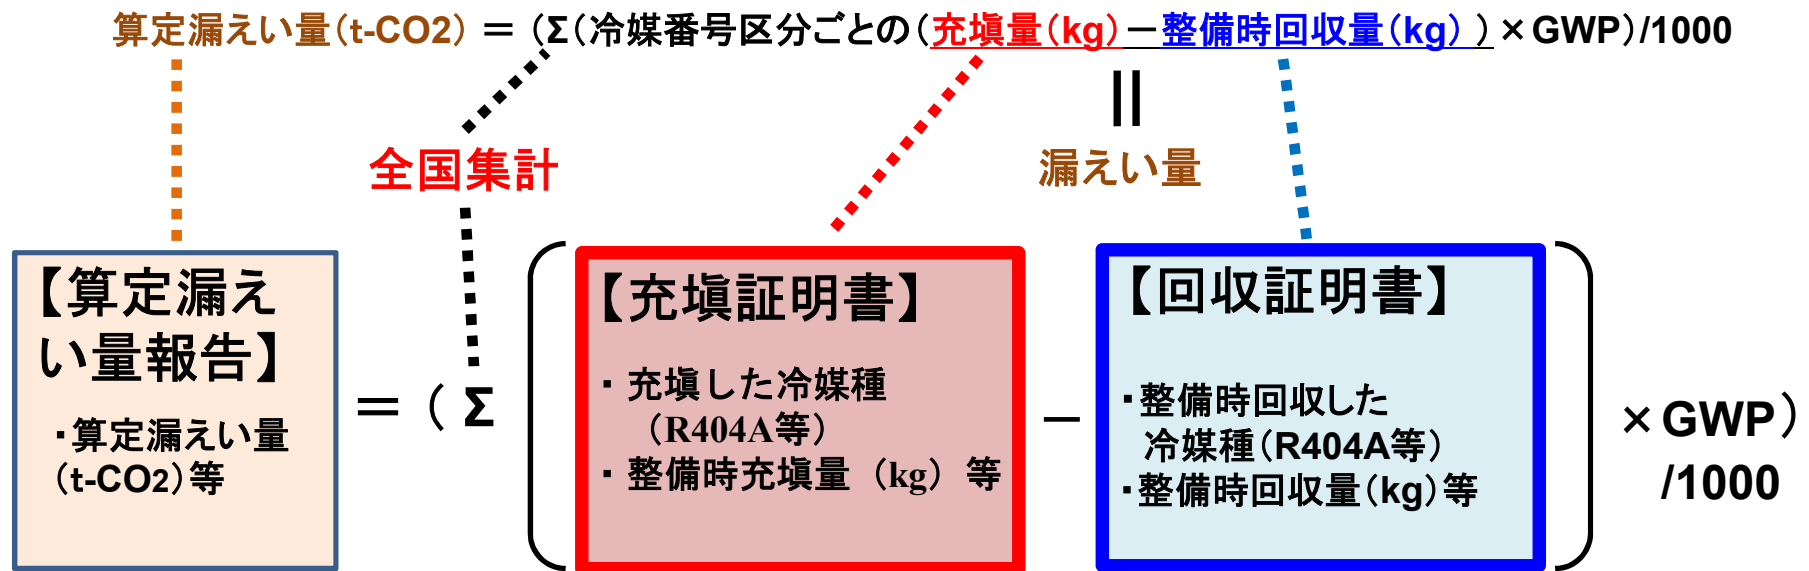 算定漏えい量(t-CO2)＝(Σ(冷媒番号区分ごとの(充塡量(kg)－整備時回収量(kg))×GWP)/1000
全国集計
||
漏えい量
【算定漏え
い量報告】
・算定漏えい量
(t-CO2)等
＝(Σ
【充塡証明書】
・充塡した冷媒種
（R404A等）
・整備時充塡量（kg）等
－
【回収証明書】
・整備時回収した
冷媒種(R404A等)
・整備時回収量(kg)等
×GWP)
/1000